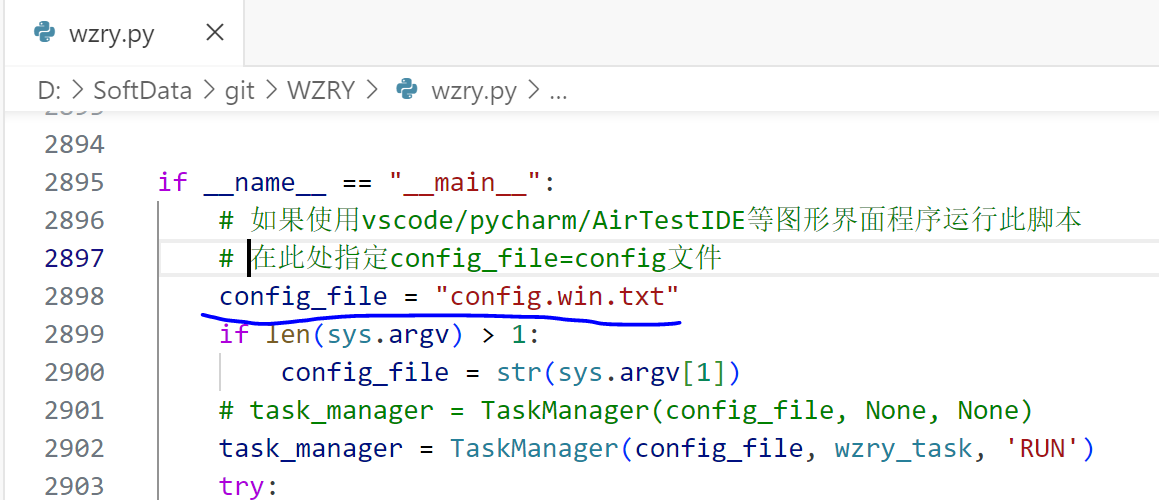 wzry.py
D: > SoftData > git > WZRY > wzry.py > ...
2893
2894
2895 if __name__ == "__main__":
2896 # 如果使用vscode/pycharm/AirTestIDE等图形界面程序运行此脚本
2897 # 在此处指定config_file=config文件
2898 config_file = "config.win.txt"
2899 if len(sys.argv) > 1:
2900 config_file = str(sys.argv[1])
2901 # task_manager = TaskManager(config_file, None, None)
2902 task_manager = TaskManager(config_file, wzry_task, 'RUN')
2903 try: